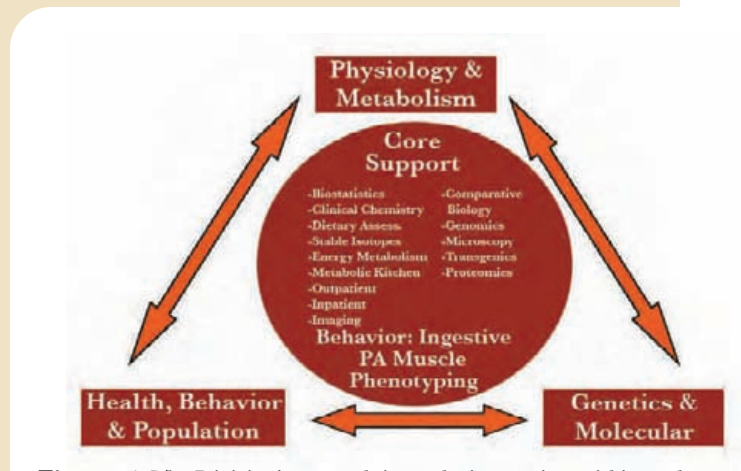 Physiology &
Metabolism
Core
Support
-Biostatistics
-Clinical Chemistry
-Dietary Assess.
-Stable Isotopes
-Energy Metabolism
-Metabolic Kitchen
-Outpatient
-Inpatient
-Imaging
-Comparative
Biology
-Genomics
-Microscopy
-Transgenics
-Proteomics
Behavior: Ingestive
PA Muscle
Phenotyping
Health, Behavior
& Population
Genetics &
Molecular